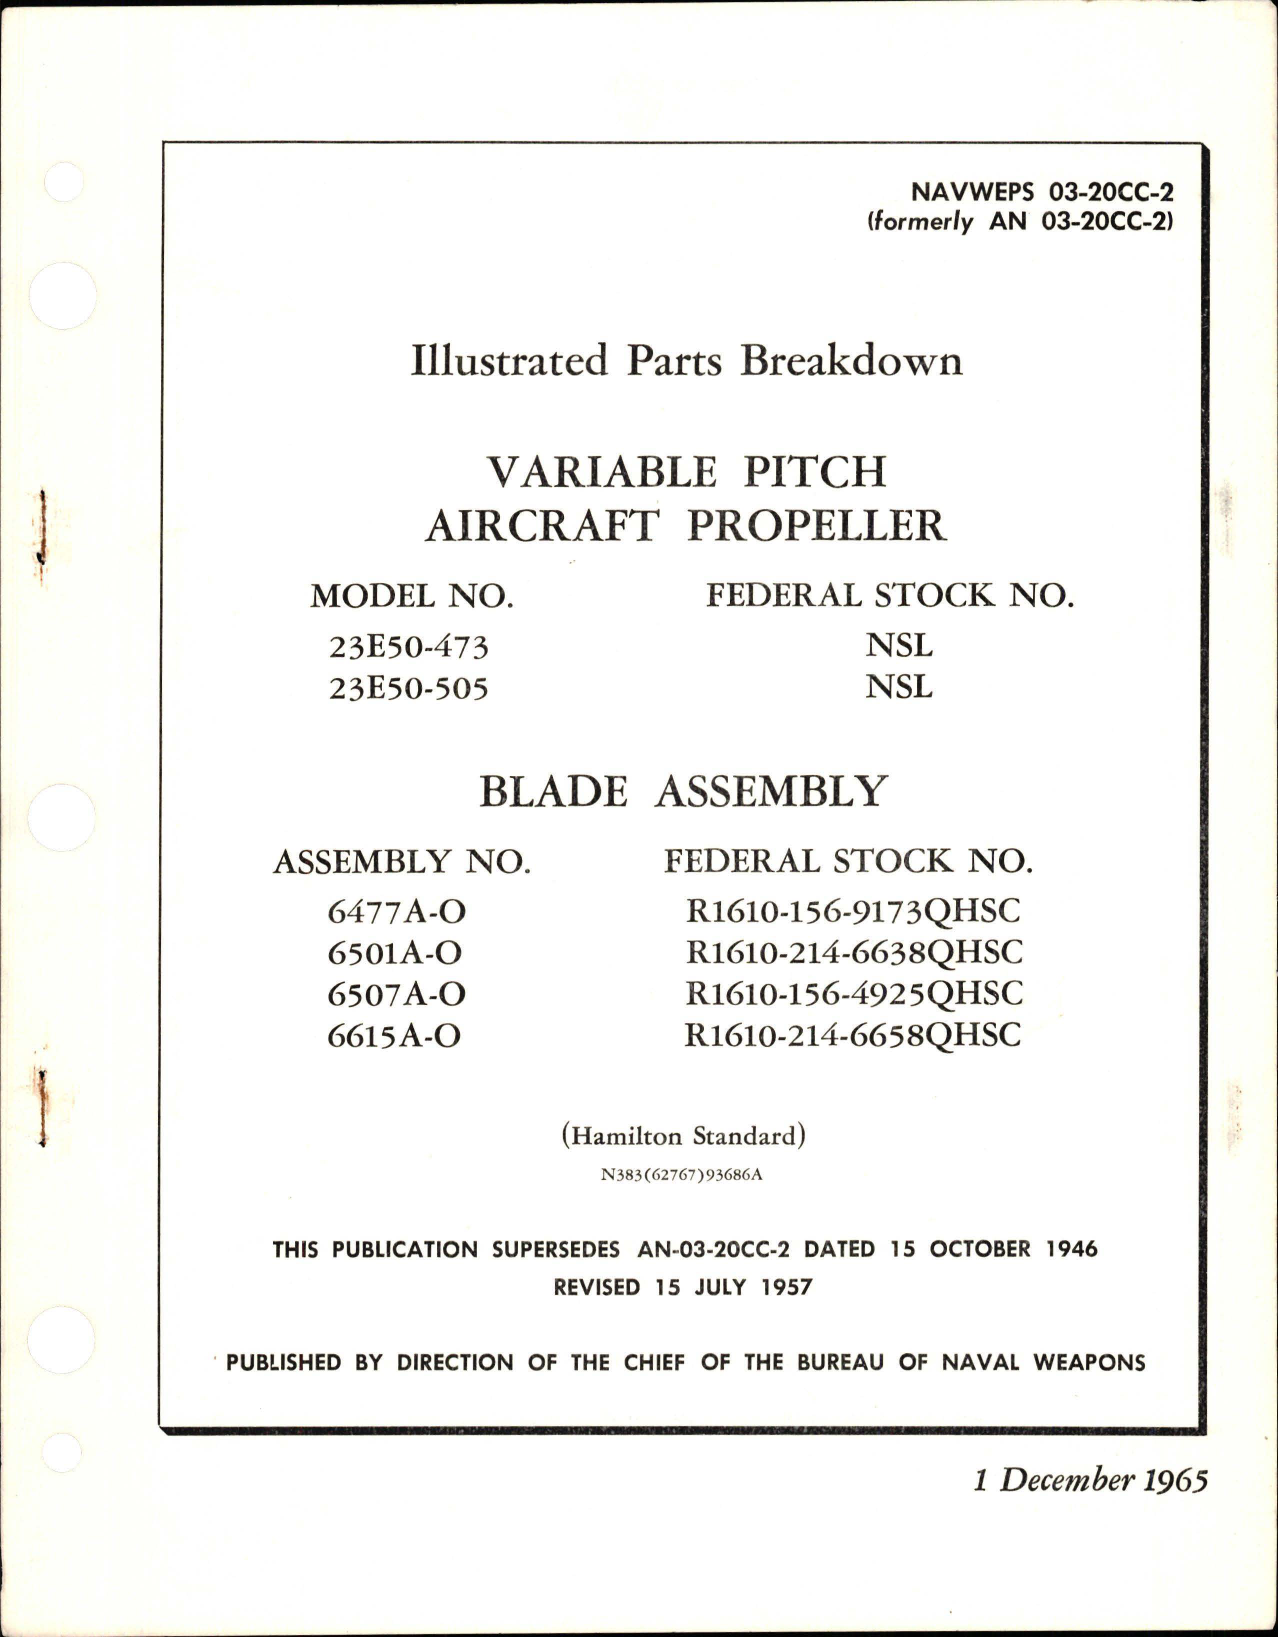 NAVWEPS 03-20CC-2
(formerly AN 03-20CC-2)
Illustrated Parts Breakdown
VARIABLE PITCH
AIRCRAFT PROPELLER
MODEL NO. FEDERAL STOCK NO.
23E50-473 NSL
23E50-505 NSL
BLADE ASSEMBLY
ASSEMBLY NO. FEDERAL STOCK NO.
6477A-O R1610-156-9173QHSC
6501A-O R1610-214-6638QHSC
6507A-O R1610-156-4925QHSC
6615A-O R1610-214-6658QHSC
(Hamilton Standard)
N383(62767)93686A
THIS PUBLICATION SUPERSEDES AN-03-20CC-2 DATED 15 OCTOBER 1946
REVISED 15 JULY 1957
PUBLISHED BY DIRECTION OF THE CHIEF OF THE BUREAU OF NAVAL WEAPONS
1 December 1965